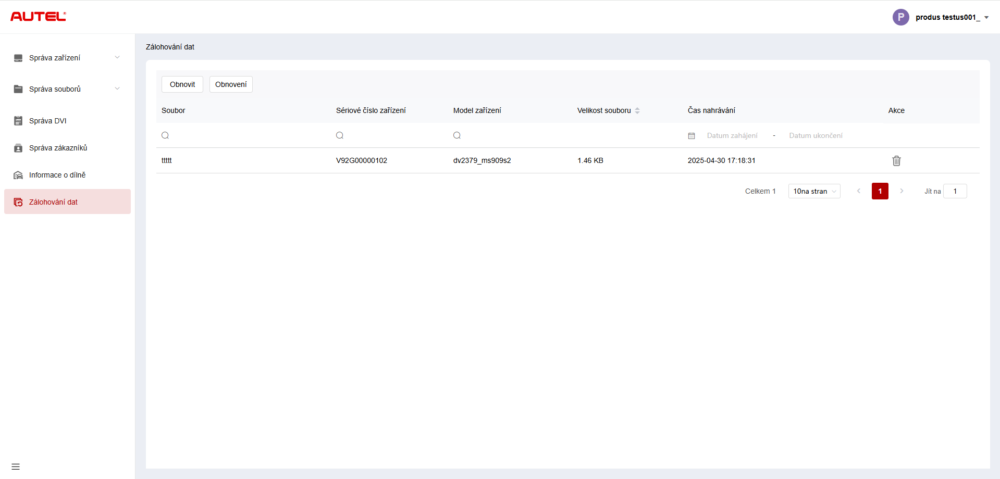 AUTEL®
P produs testus001_
Správa zařízení
Správa souborů
Správa DVI
Správa zákazníků
Informace o dílně
Zálohování dat
Zálohování dat
Obnovit Obnovení
Soubor Sériové číslo zařízení Model zařízení Velikost souboru Čas nahrávání Akce
Datum zahájení - Datum ukončení
ttttt V92G00000102 dv2379_ms909s2 1.46 KB 2025-04-30 17:18:31
Celkem 1 10na stran 1 Jít na 1